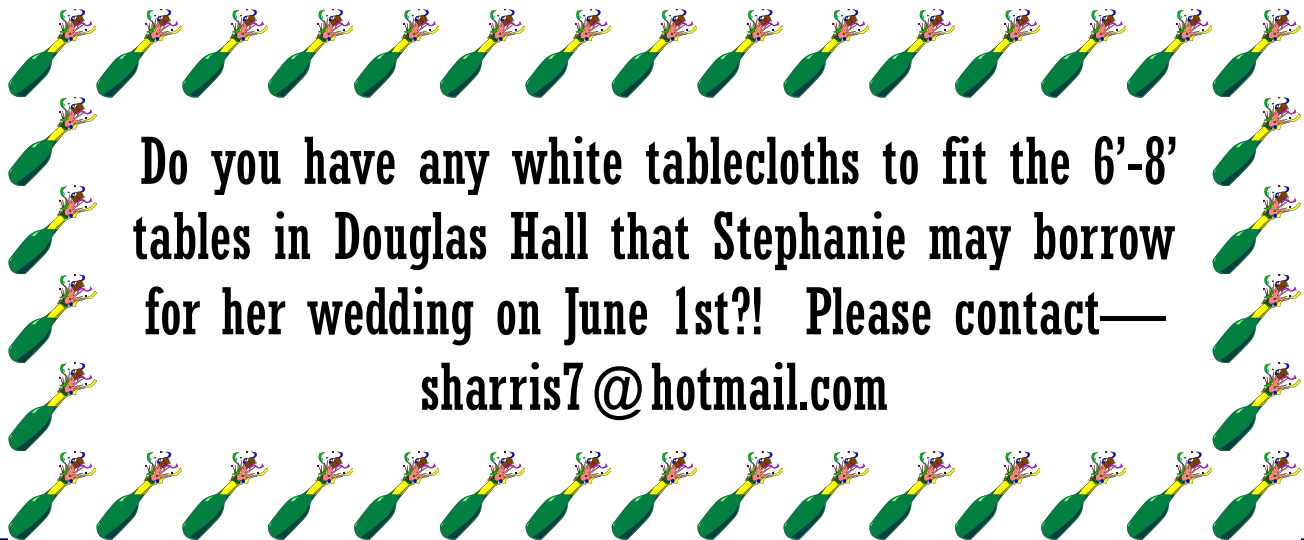 Do you have any white tablecloths to fit the 6’-8’
tables in Douglas Hall that Stephanie may borrow
for her wedding on June 1st?!  Please contact—
sharris7@hotmail.com